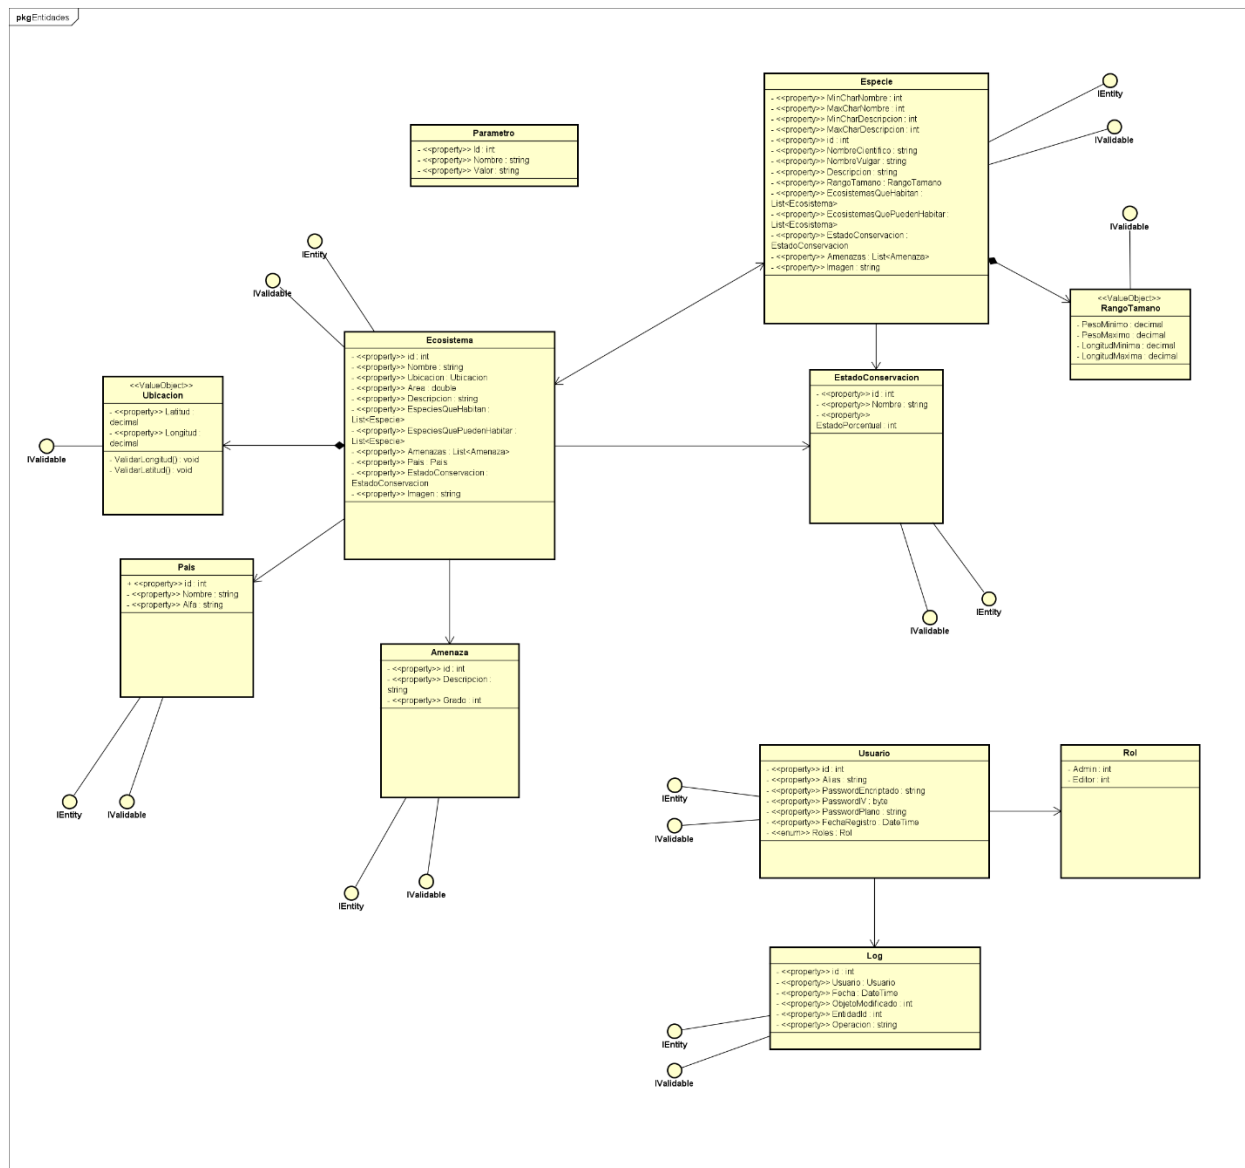 pkgEntidades
Especie
- <<property>> MinCharNombre : int
- <<property>> MaxCharNombre : int
- <<property>> MinCharDescripcion : int
- <<property>> MaxCharDescripcion : int
- <<property>> id : int
- <<property>> NombreCientifico : string
- <<property>> NombreVulgar : string
- <<property>> Descripcion : string
- <<property>> RangoTamano : RangoTamano
- <<property>> EcosistemasQueHabitan :
List<Ecosistema>
- <<property>> EcosistemasQuePuedenHabitar :
List<Ecosistema>
- <<property>> EstadoConservacion :
EstadoConservacion
- <<property>> Amenazas : List<Amenaza>
- <<property>> Imagen : string
IEntity
IValidable
Parametro
- <<property>> Id : int
- <<property>> Nombre : string
- <<property>> Valor : string
IValidable
<<ValueObject>>
RangoTamano
- PesoMinimo : decimal
- PesoMaximo : decimal
- LongitudMinima : decimal
- LongitudMaxima : decimal
IEntity
IValidable
Ecosistema
- <<property>> id : int
- <<property>> Nombre : string
- <<property>> Ubicacion : Ubicacion
- <<property>> Area : double
- <<property>> Descripcion : string
- <<property>> EspeciesQueHabitan :
List<Especie>
- <<property>> EspeciesQuePuedenHabitar :
List<Especie>
- <<property>> Amenazas : List<Amenaza>
- <<property>> Pais : Pais
- <<property>> EstadoConservacion :
EstadoConservacion
- <<property>> Imagen : string
<<ValueObject>>
Ubicacion
- <<property>> Latitud :
decimal
- <<property>> Longitud :
decimal
- ValidarLongitud() : void
- ValidarLatitud() : void
IValidable
EstadoConservacion
- <<property>> id : int
- <<property>> Nombre : string
- <<property>>
EstadoPorcentual : int
IValidable
IEntity
Pais
+ <<property>> id : int
- <<property>> Nombre : string
- <<property>> Alfa : string
IEntity
IValidable
Amenaza
- <<property>> id : int
- <<property>> Descripcion :
string
- <<property>> Grado : int
IEntity
IValidable
Usuario
- <<property>> id : int
- <<property>> Alias : string
- <<property>> PasswordEncriptado : string
- <<property>> PasswordIV : byte
- <<property>> PasswordPlano : string
- <<property>> FechaRegistro : DateTime
- <<enum>> Roles : Rol
IEntity
IValidable
Rol
- Admin : int
- Editor : int
Log
- <<property>> id : int
- <<property>> Usuario : Usuario
- <<property>> Fecha : DateTime
- <<property>> ObjetoModificado : int
- <<property>> EntidadId : int
- <<property>> Operacion : string
IEntity
IValidable